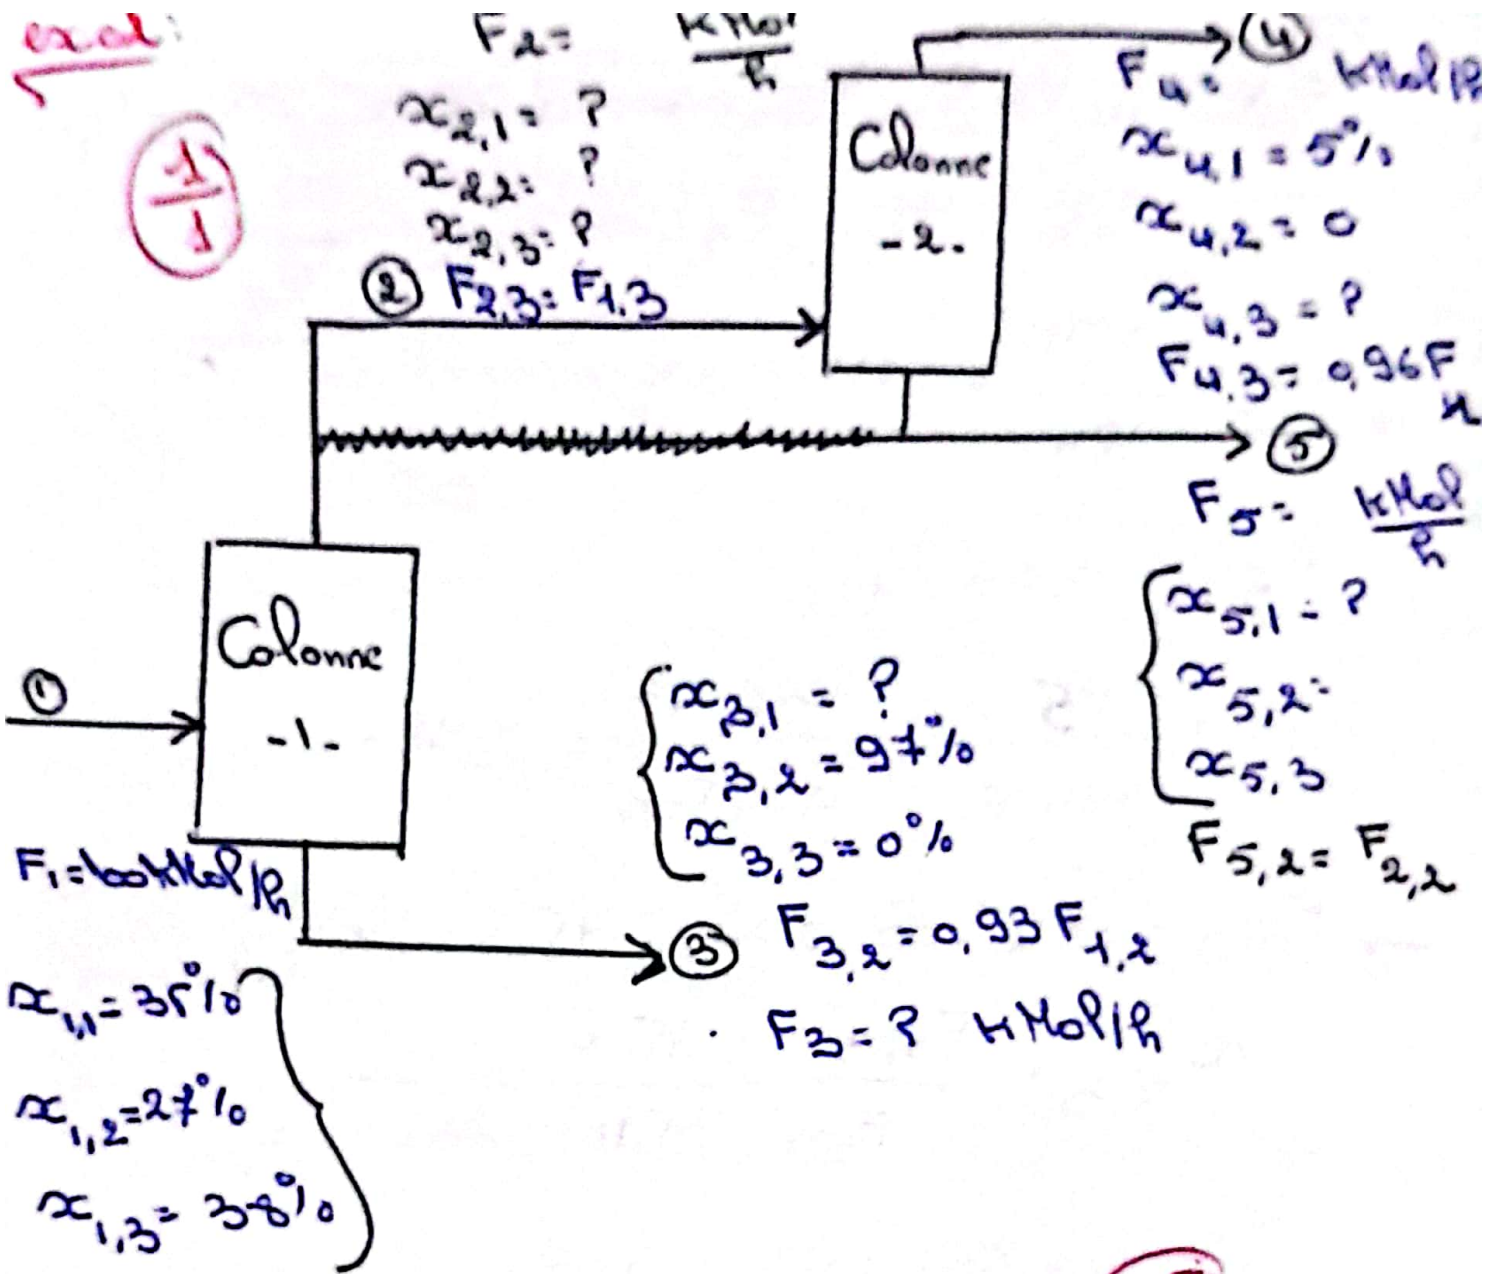 exo1:
1/1
F2 = kMol/h
x2,1 = ?
x2,2 = ?
x2,3 = ?
② F2,3 = F1,3
Colonne
-2-
④
F4 = kMol/h
x4,1 = 5%
x4,2 = 0
x4,3 = ?
F4,3 = 0,96F
⑤
F5 = kMol/h
x5,1 = ?
x5,2 =
x5,3
F5,2 = F2,2
①
Colonne
-1-
F1 = 100kMol/h
x1,1 = 35%
x1,2 = 27%
x1,3 = 38%
x3,1 = ?
x3,2 = 97%
x3,3 = 0%
③ F3,2 = 0,93 F1,2
F3 = ? kMol/h